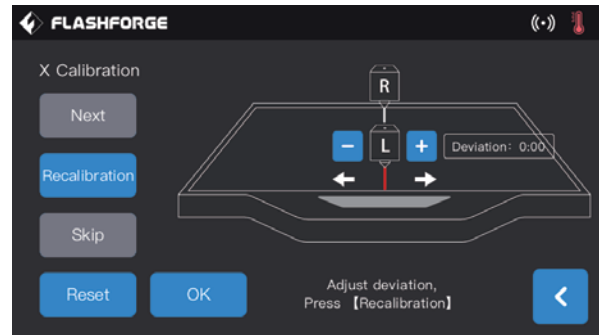 FLASHFORGE
X Calibration
R
Next
− L + Deviation: 0:00
Recalibration
Skip
Reset OK Adjust deviation,
Press 【Recalibration】